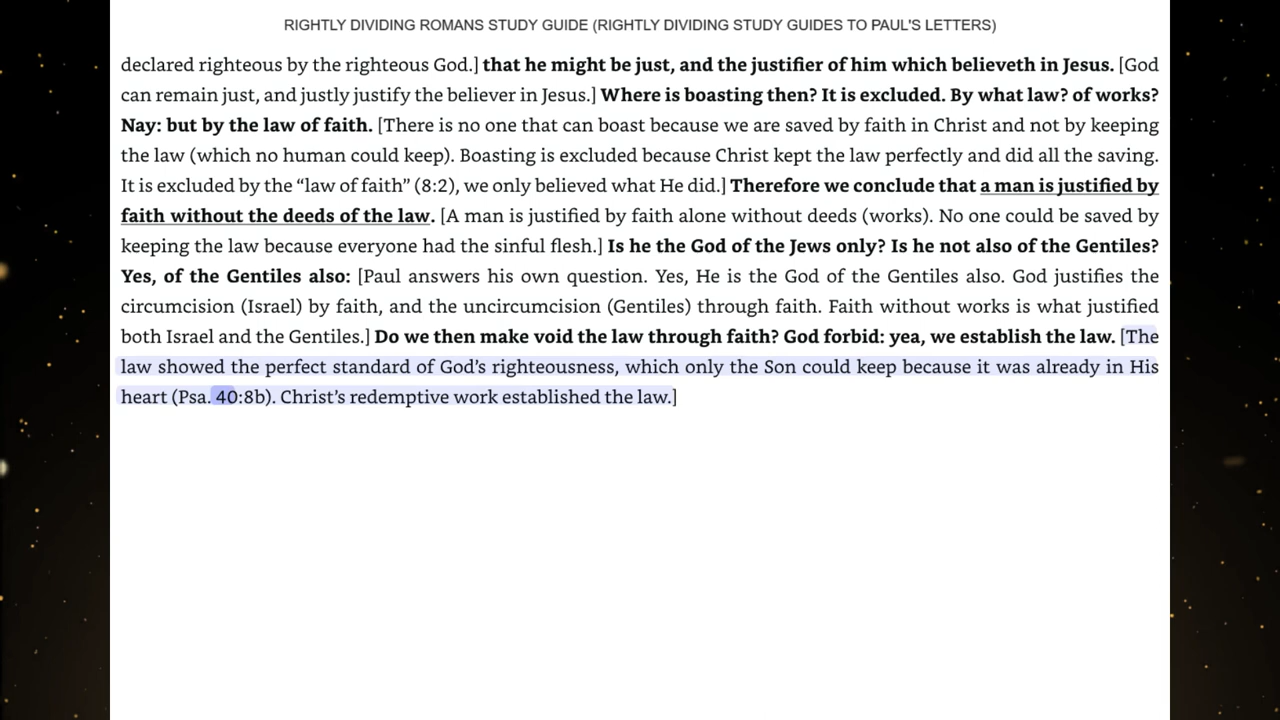 RIGHTLY DIVIDING ROMANS STUDY GUIDE (RIGHTLY DIVIDING STUDY GUIDES TO PAUL'S LETTERS)
declared righteous by the righteous God.] that he might be just, and the justifier of him which believeth in Jesus. [God
can remain just, and justly justify the believer in Jesus.] Where is boasting then? It is excluded. By what law? of works?
Nay: but by the law of faith. [There is no one that can boast because we are saved by faith in Christ and not by keeping
the law (which no human could keep). Boasting is excluded because Christ kept the law perfectly and did all the saving.
It is excluded by the “law of faith” (8:2), we only believed what He did.] Therefore we conclude that a man is justified by
faith without the deeds of the law. [A man is justified by faith alone without deeds (works). No one could be saved by
keeping the law because everyone had the sinful flesh.] Is he the God of the Jews only? Is he not also of the Gentiles?
Yes, of the Gentiles also: [Paul answers his own question. Yes, He is the God of the Gentiles also. God justifies the
circumcision (Israel) by faith, and the uncircumcision (Gentiles) through faith. Faith without works is what justified
both Israel and the Gentiles.] Do we then make void the law through faith? God forbid: yea, we establish the law. [The
law showed the perfect standard of God’s righteousness, which only the Son could keep because it was already in His
heart (Psa. 40:8b). Christ’s redemptive work established the law.]